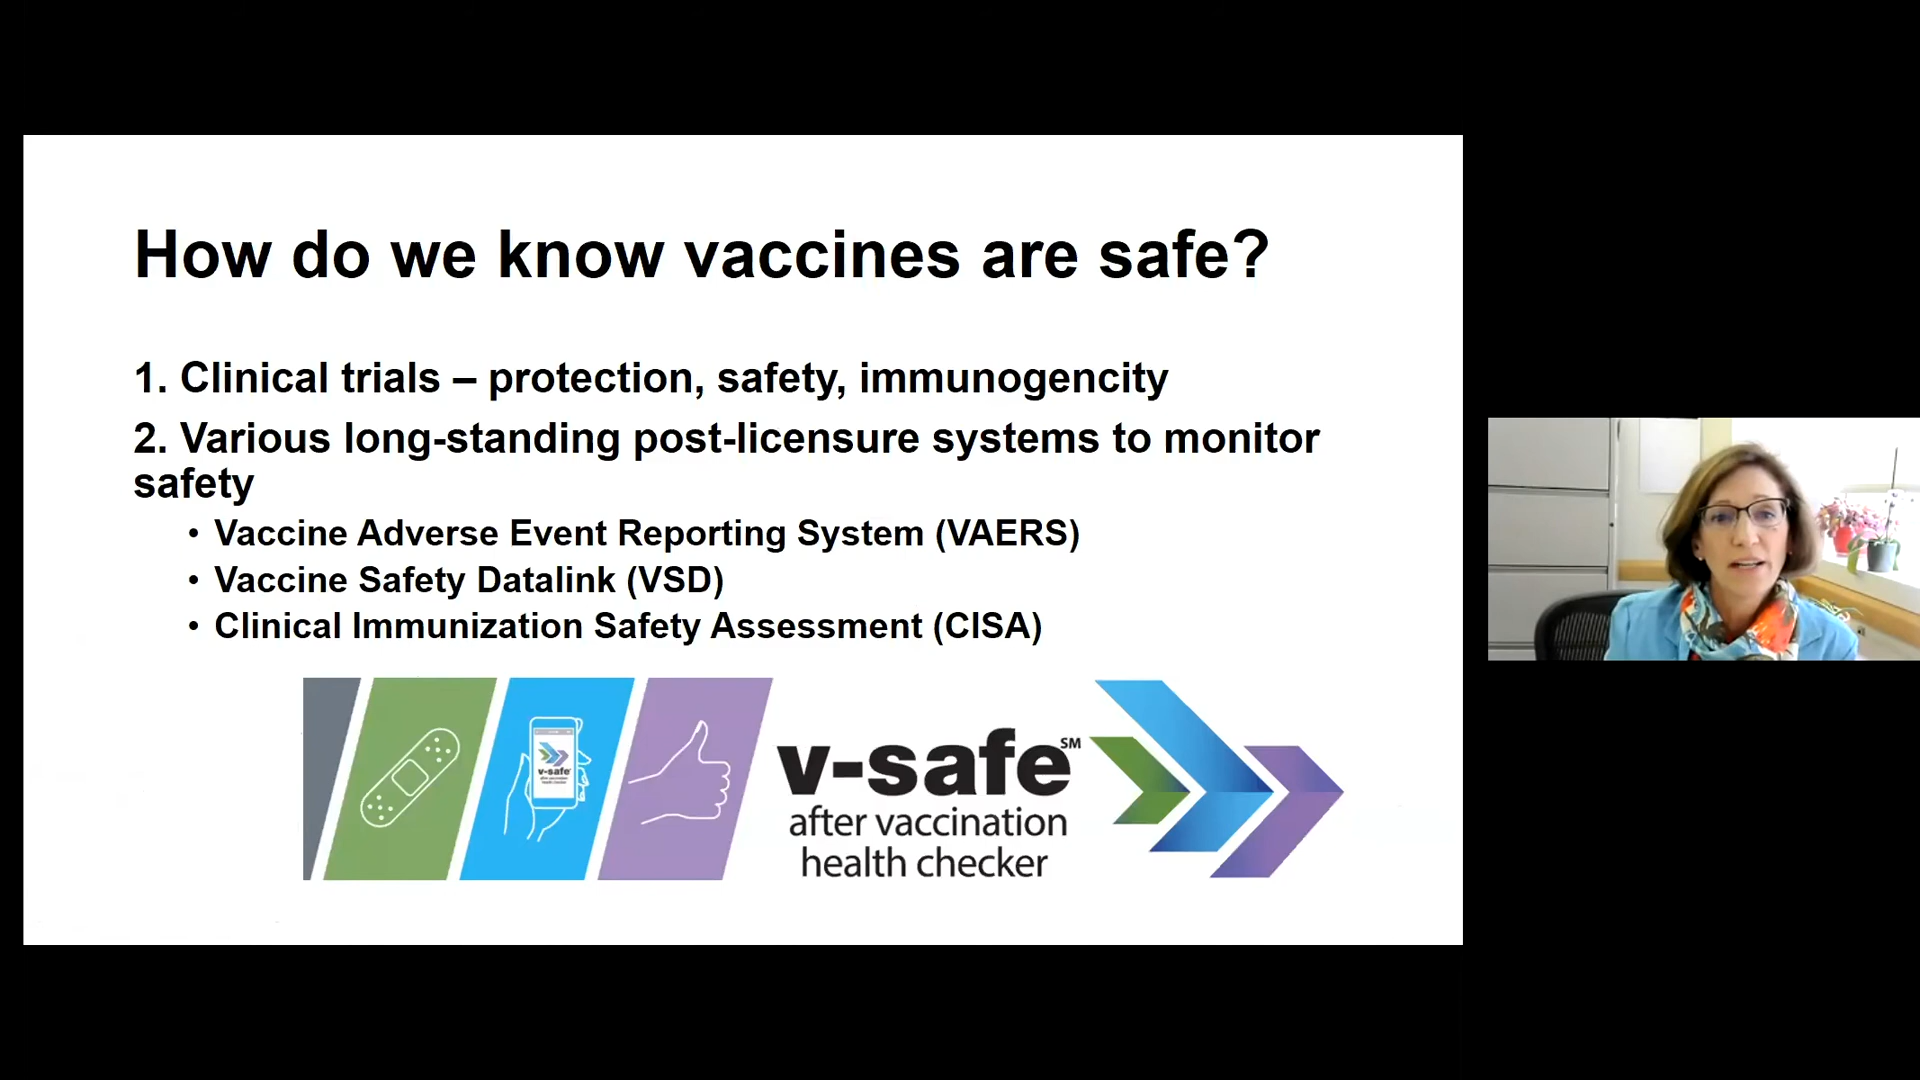 How do we know vaccines are safe?
1. Clinical trials – protection, safety, immunogencity
2. Various long-standing post-licensure systems to monitor
safety
• Vaccine Adverse Event Reporting System (VAERS)
• Vaccine Safety Datalink (VSD)
• Clinical Immunization Safety Assessment (CISA)
v-safe
v-safe℠
after vaccination
health checker